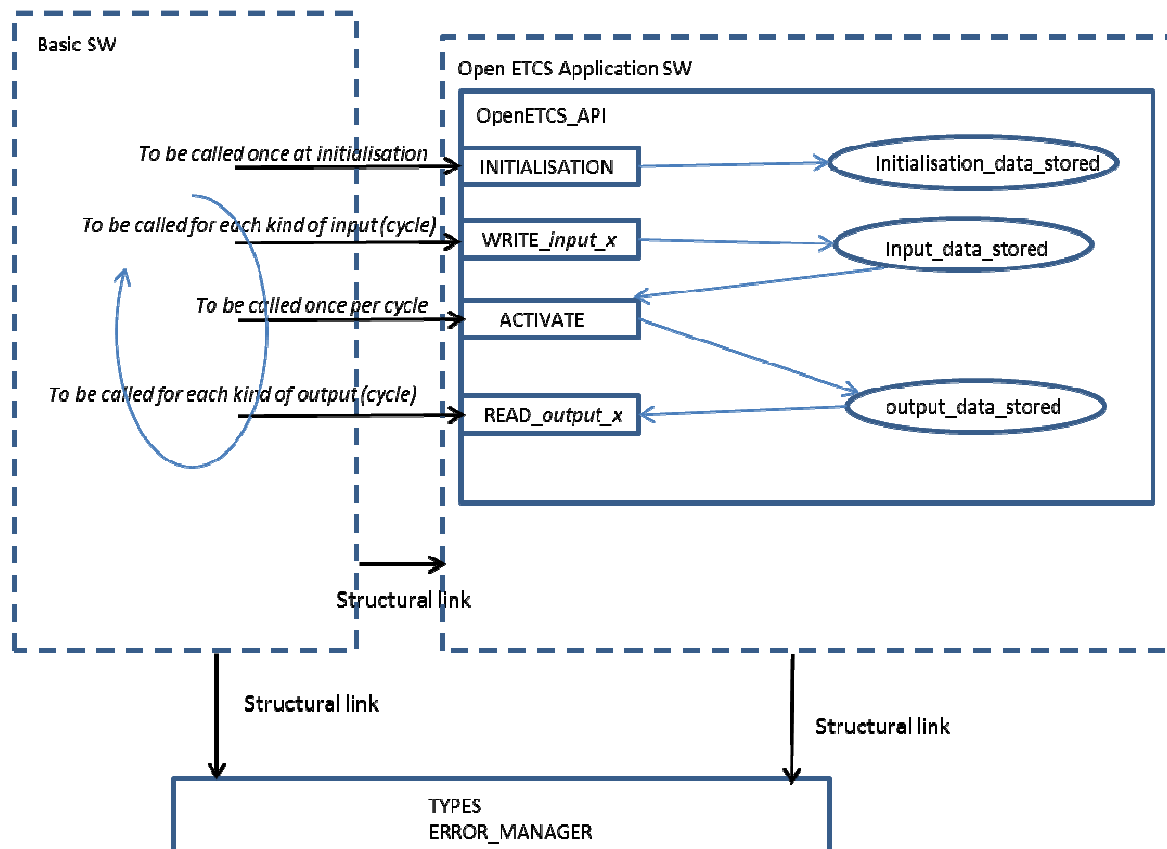 Basic SW
Open ETCS Application SW
OpenETCS_API
To be called once at initialisation
INITIALISATION
Initialisation_data_stored
To be called for each kind of input (cycle)
WRITE_input_x
Input_data_stored
To be called once per cycle
ACTIVATE
To be called for each kind of output (cycle)
READ_output_x
output_data_stored
Structural link
Structural link
Structural link
TYPES
ERROR_MANAGER